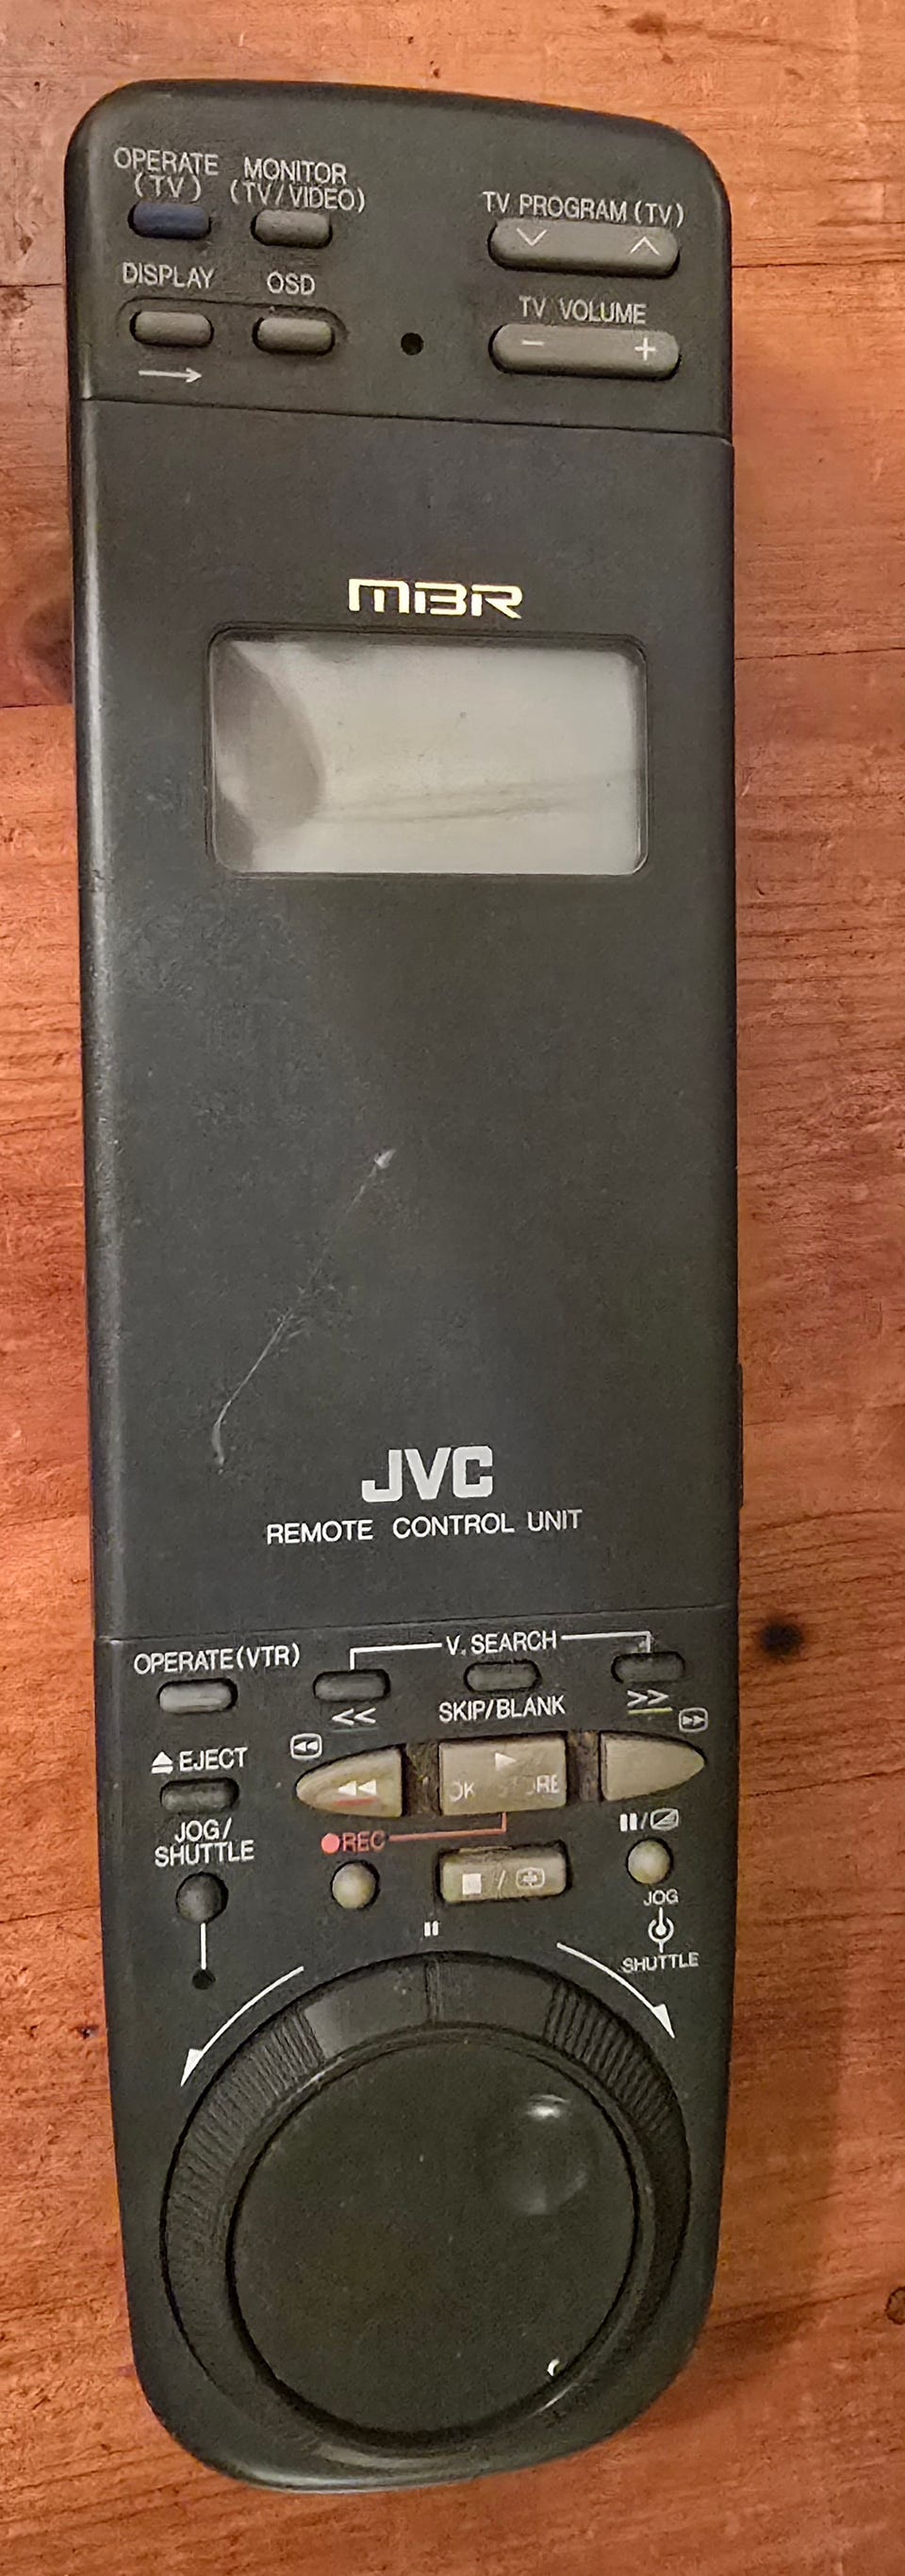 OPERATE
(TV)
MONITOR
(TV/VIDEO)
TV PROGRAM (TV)
DISPLAY
OSD
TV VOLUME
- +
MBR
JVC
REMOTE CONTROL UNIT
OPERATE (VTR)
V. SEARCH
<<
SKIP/BLANK
>>
EJECT
OK
JOG/
SHUTTLE
REC
JOG
SHUTTLE